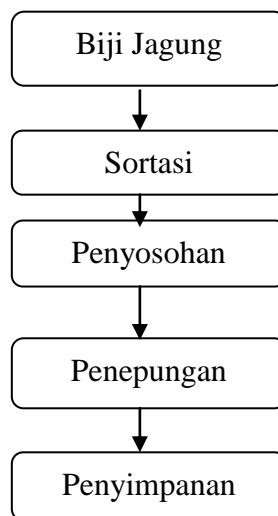 Biji Jagung
Sortasi
Penyosohan
Penepungan
Penyimpanan